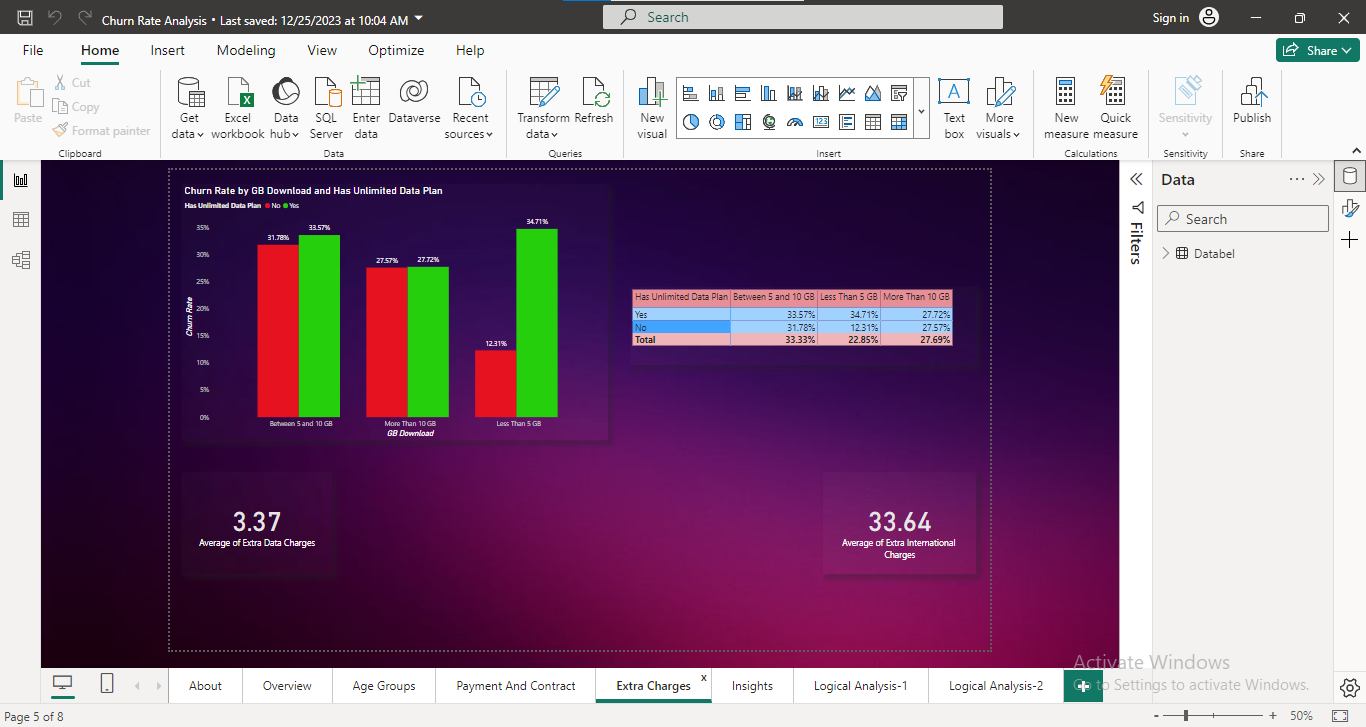 Churn Rate Analysis • Last saved: 12/25/2023 at 10:04 AM
Search
Sign in
File Home Insert Modeling View Optimize Help
Share
Paste
Cut
Copy
Format painter
Clipboard
Get data
Excel workbook
Data hub
SQL Server
Enter data
Dataverse
Recent sources
Data
Transform data
Refresh
Queries
New visual
123
A
Text box
More visuals
Insert
New measure
Quick measure
Calculations
Sensitivity
Sensitivity
Publish
Share
Churn Rate by GB Download and Has Unlimited Data Plan
Has Unlimited Data Plan No Yes
35%
30%
25%
20%
15%
10%
5%
0%
Churn Rate
31.78%
33.57%
27.57%
27.72%
12.31%
34.71%
Between 5 and 10 GB
More Than 10 GB
Less Than 5 GB
GB Download
Has Unlimited Data Plan Between 5 and 10 GB Less Than 5 GB More Than 10 GB
Yes 33.57% 34.71% 27.72%
No 31.78% 12.31% 27.57%
Total 33.33% 22.85% 27.69%
3.37
Average of Extra Data Charges
33.64
Average of Extra International
Charges
Filters
Data
Search
Databel
Activate Windows
Go to Settings to activate Windows.
About Overview Age Groups Payment And Contract Extra Charges x Insights Logical Analysis-1 Logical Analysis-2 +
Page 5 of 8
- + 50%